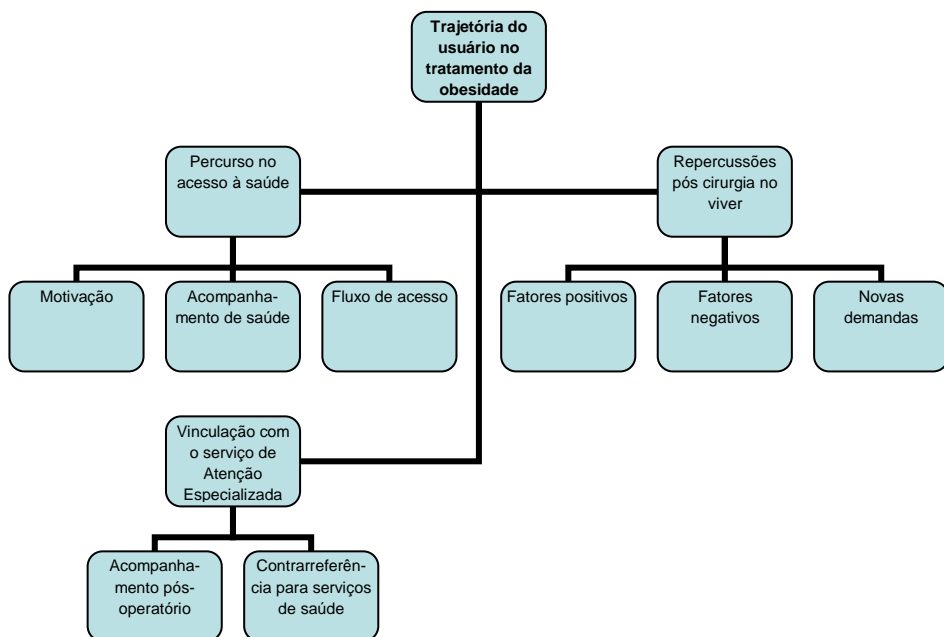 Trajetória do
usuário no
tratamento da
obesidade
Percurso no
acesso à saúde
Repercussões
pós cirurgia no
viver
Motivação
Acompanha-
mento de saúde
Fluxo de acesso
Fatores positivos
Fatores
negativos
Novas
demandas
Vinculação com
o serviço de
Atenção
Especializada
Acompanha-
mento pós-
operatório
Contrarreferên-
cia para serviços
de saúde